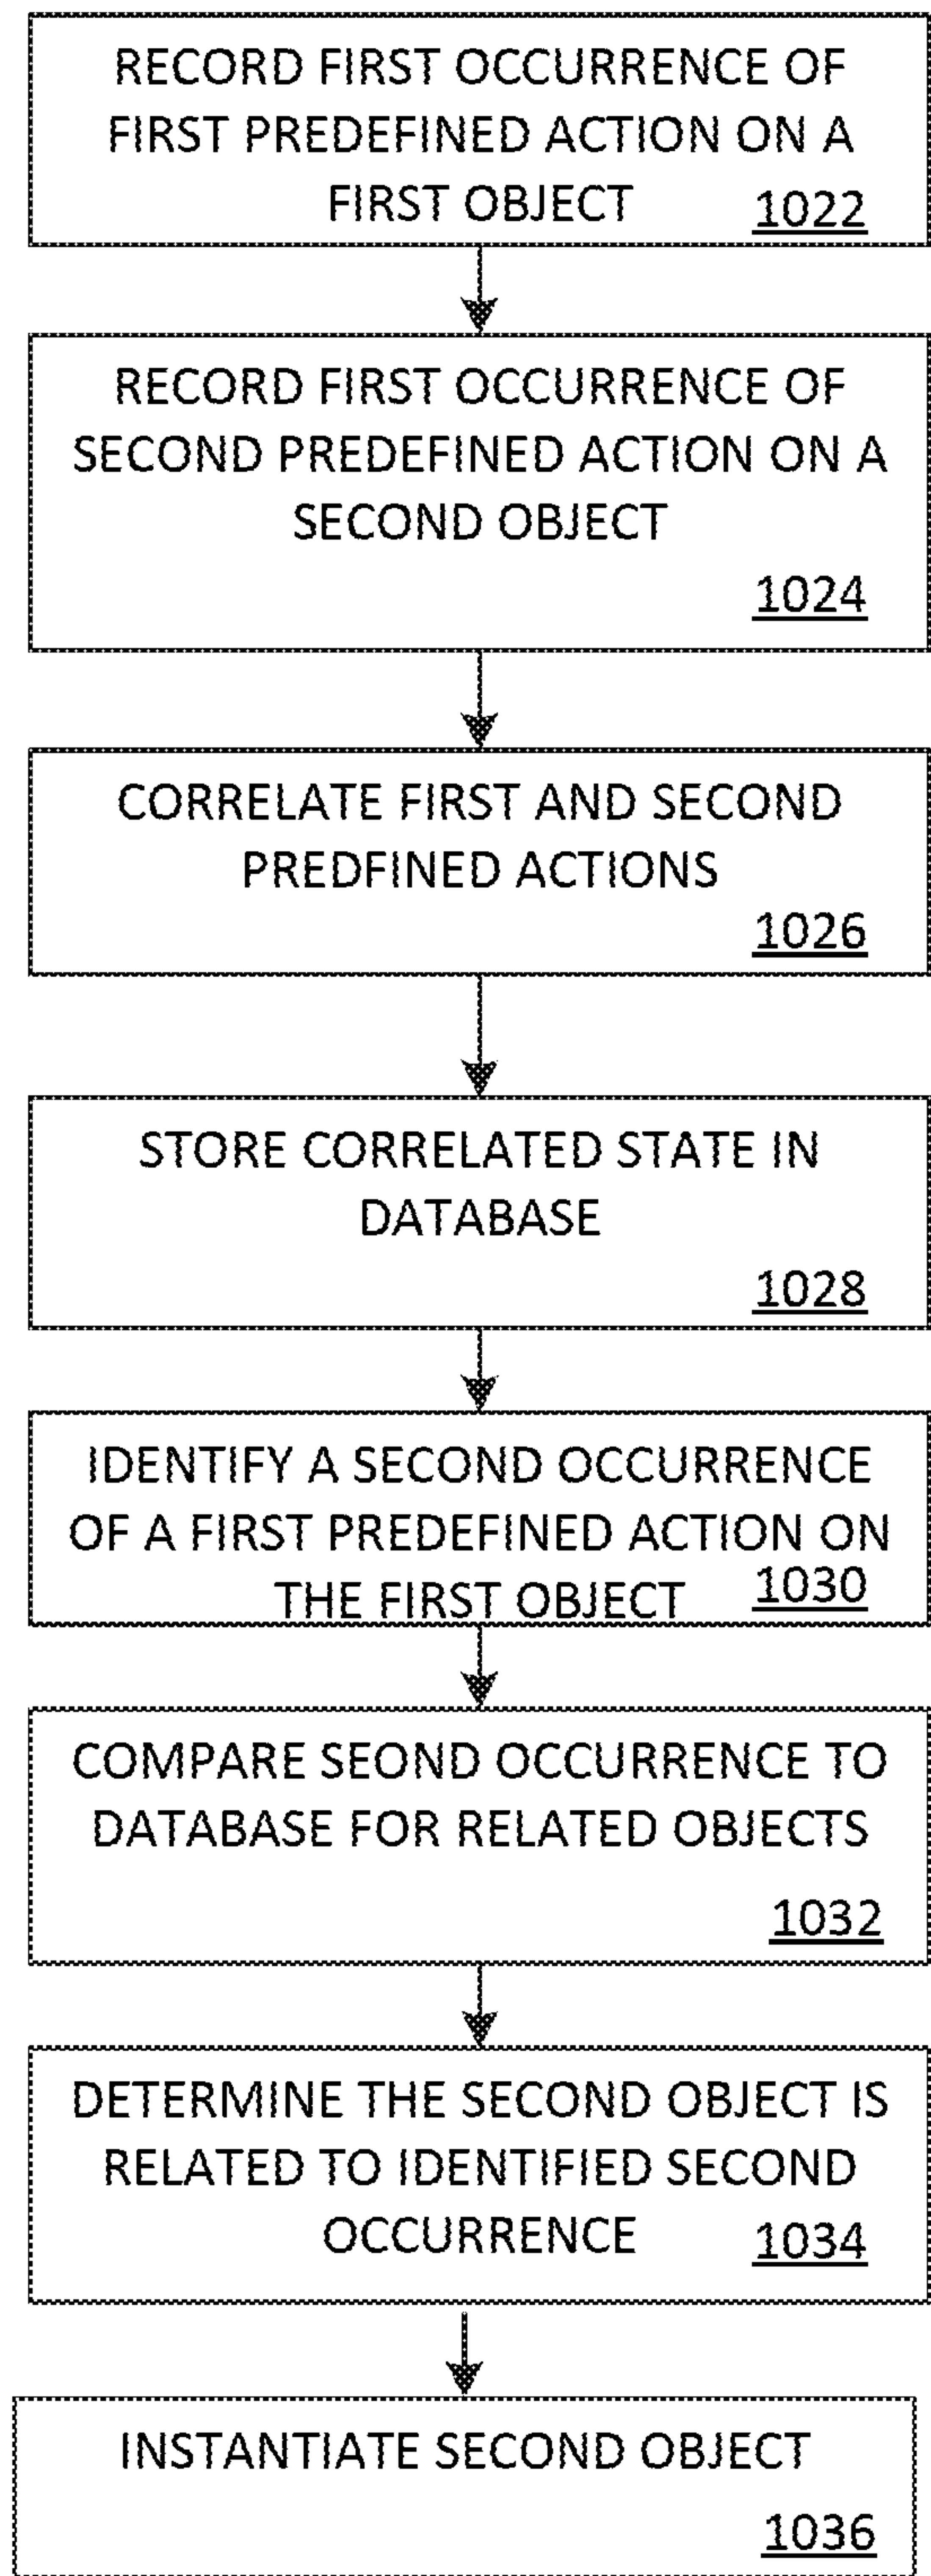 RECORD FIRST OCCURRENCE OF
FIRST PREDEFINED ACTION ON A
FIRST OBJECT
1022
RECORD FIRST OCCURRENCE OF
SECOND PREDEFINED ACTION ON A
SECOND OBJECT
1024
CORRELATE FIRST AND SECOND
PREDFINED ACTIONS
1026
STORE CORRELATED STATE IN
DATABASE
1028
IDENTIFY A SECOND OCCURRENCE
OF A FIRST PREDEFINED ACTION ON
THE FIRST OBJECT
1030
COMPARE SEOND OCCURRENCE TO
DATABASE FOR RELATED OBJECTS
1032
DETERMINE THE SECOND OBJECT IS
RELATED TO IDENTIFIED SECOND
OCCURRENCE
1034
INSTANTIATE SECOND OBJECT
1036